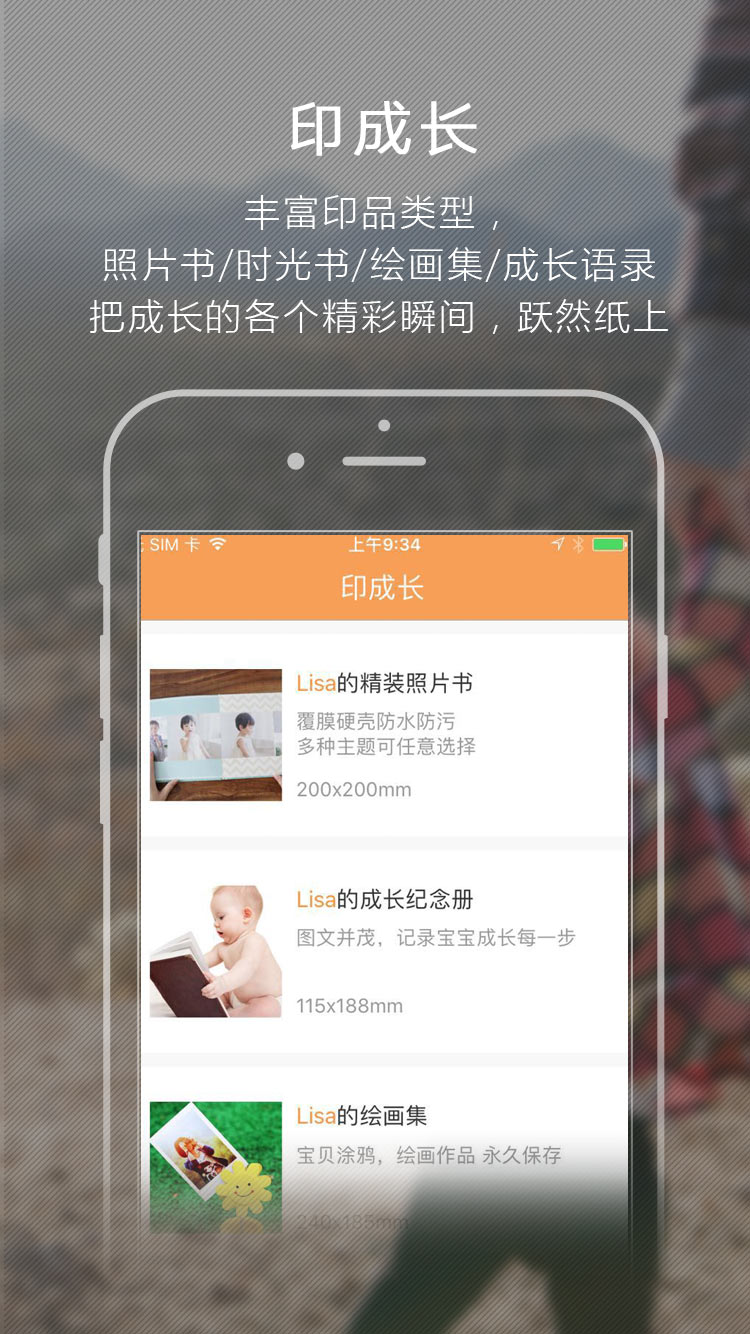 印成长
丰富印品类型，
照片书/时光书/绘画集/成长语录
把成长的各个精彩瞬间，跃然纸上
SIM 卡
上午9:34
印成长
Lisa的精装照片书
覆膜硬壳防水防污
多种主题可任意选择
200x200mm
Lisa的成长纪念册
图文并茂，记录宝宝成长每一步
115x188mm
Lisa的绘画集
宝贝涂鸦，绘画作品 永久保存
240x185mm